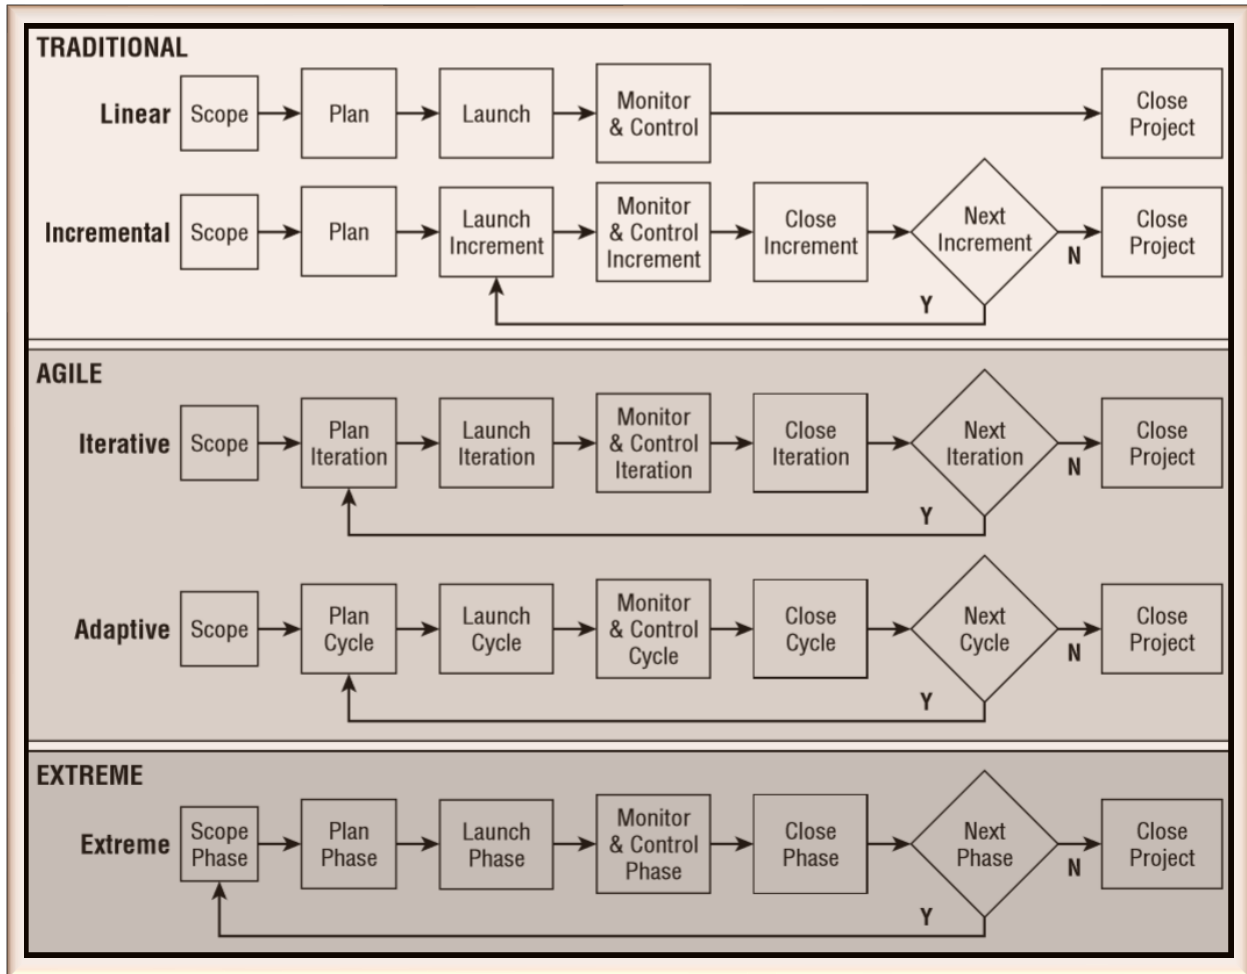 TRADITIONAL
Linear
Scope
Plan
Launch
Monitor
& Control
Close
Project
Incremental
Scope
Plan
Launch
Increment
Monitor
& Control
Increment
Close
Increment
Next
Increment
N
Close
Project
Y
AGILE
Iterative
Scope
Plan
Iteration
Launch
Iteration
Monitor
& Control
Iteration
Close
Iteration
Next
Iteration
N
Close
Project
Y
Adaptive
Scope
Plan
Cycle
Launch
Cycle
Monitor
& Control
Cycle
Close
Cycle
Next
Cycle
N
Close
Project
Y
EXTREME
Extreme
Scope
Phase
Plan
Phase
Launch
Phase
Monitor
& Control
Phase
Close
Phase
Next
Phase
N
Close
Project
Y